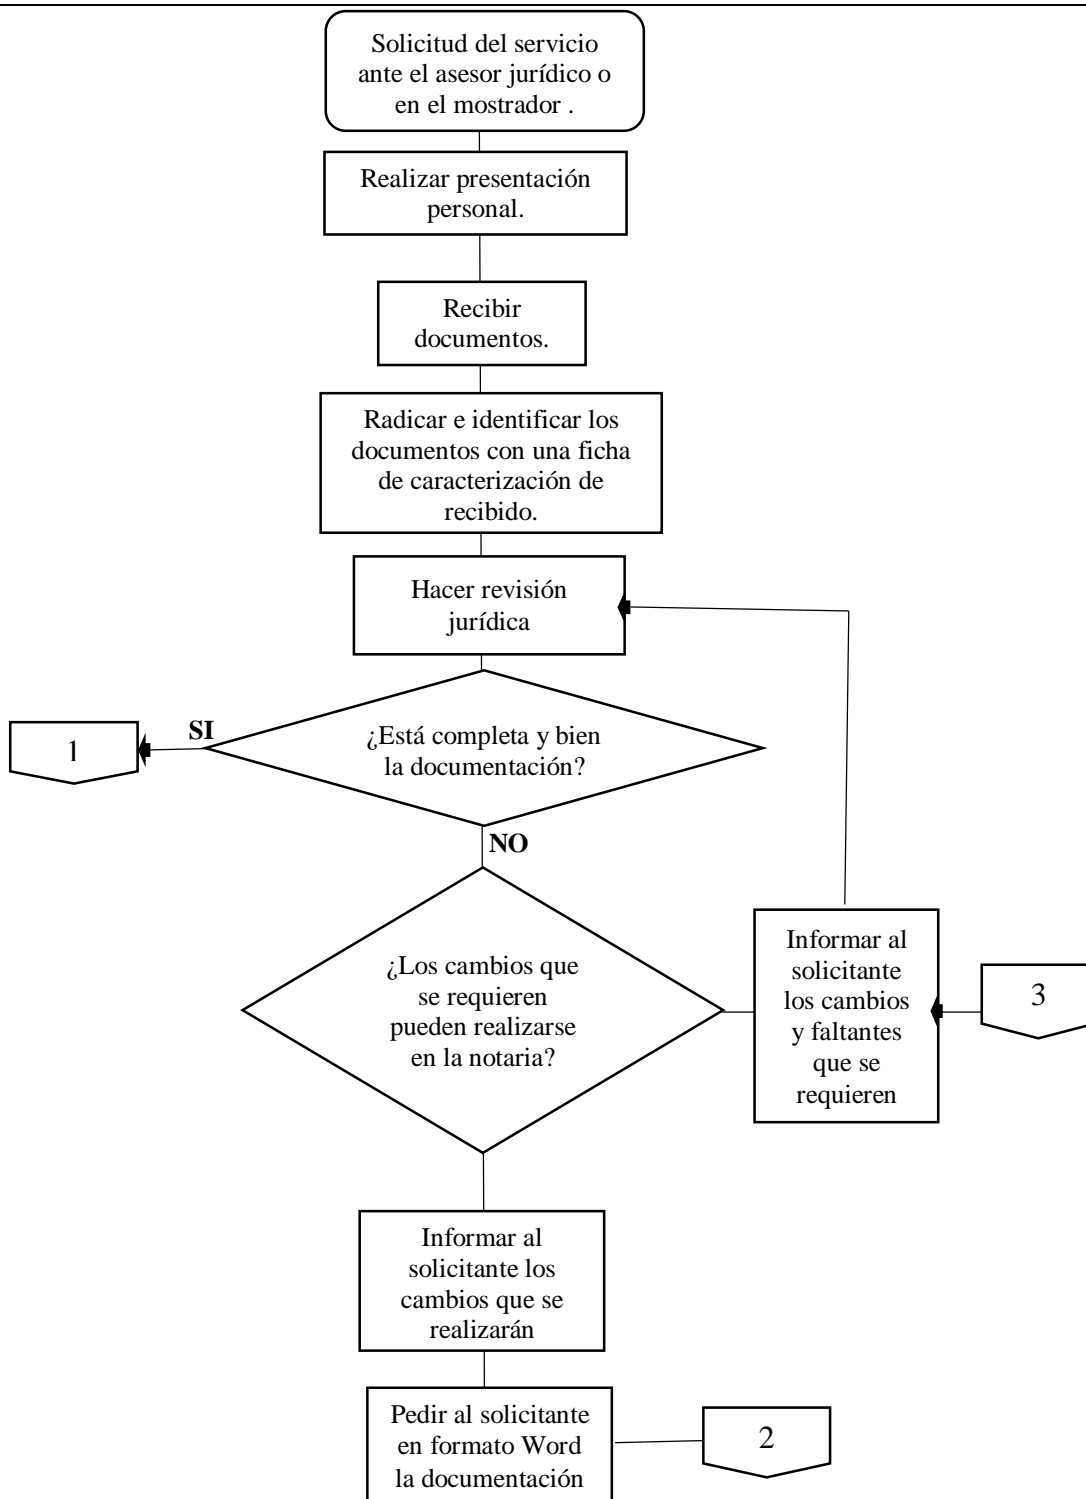 Solicitud del servicio
ante el asesor jurídico o
en el mostrador .
Realizar presentación
personal.
Recibir
documentos.
Radicar e identificar los
documentos con una ficha
de caracterización de
recibido.
Hacer revisión
jurídica
SI
1
¿Está completa y bien
la documentación?
NO
¿Los cambios que
se requieren
pueden realizarse
en la notaria?
Informar al
solicitante
los cambios
y faltantes
que se
requieren
3
Informar al
solicitante los
cambios que se
realizarán
Pedir al solicitante
en formato Word
la documentación
2